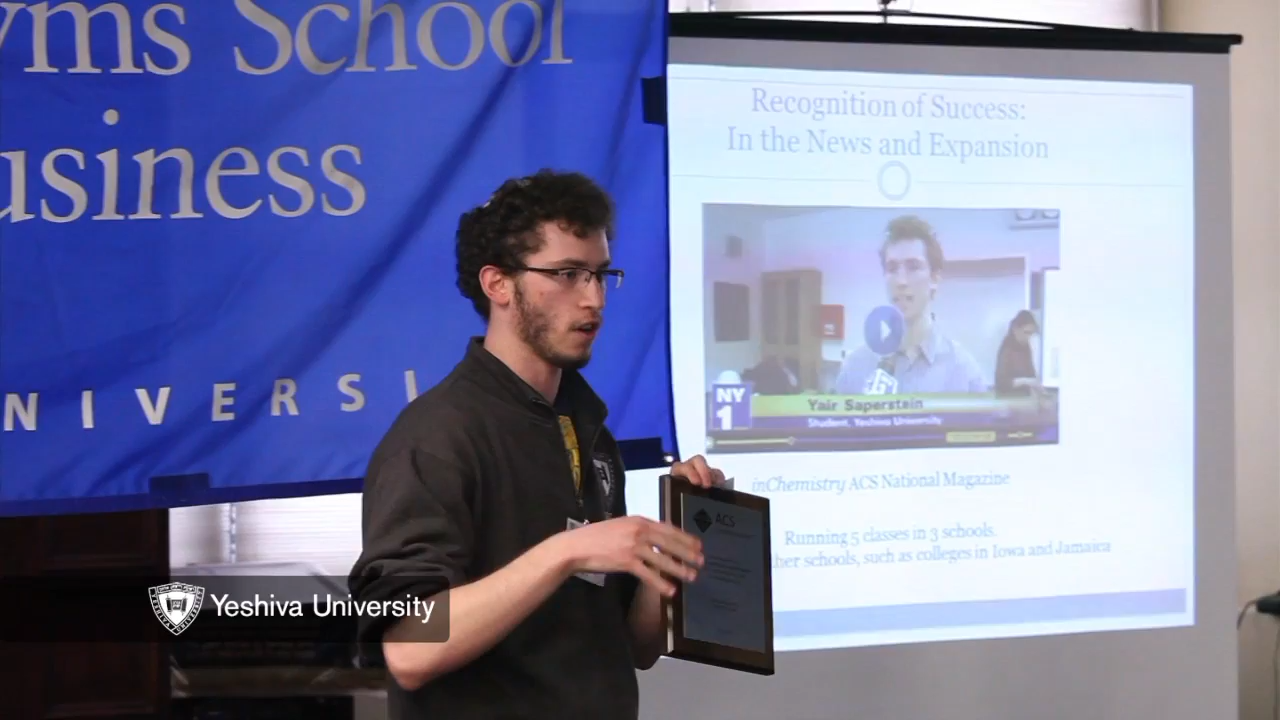 yms School
usiness
NIVERSI
Recognition of Success:
In the News and Expansion
NY
1
Yair Saperstein
Student, Yeshiva University
inChemistry ACS National Magazine
Running 5 classes in 3 schools.
her schools, such as colleges in Iowa and Jamaica
ACS
Yeshiva University